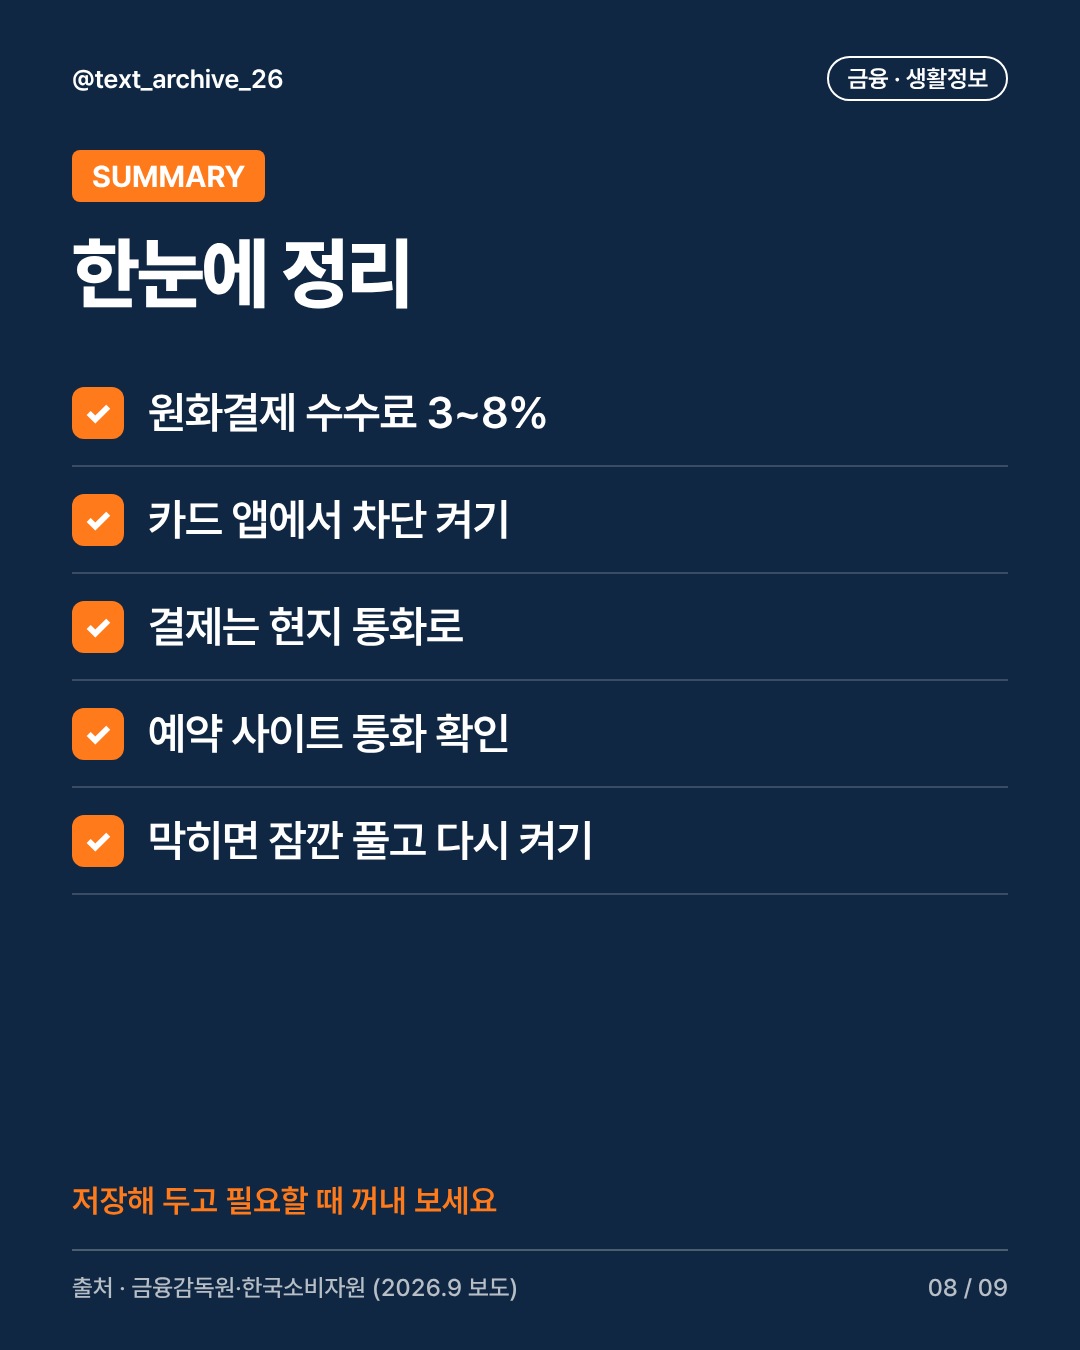 @text_archive_26
금융 · 생활정보
SUMMARY
한눈에 정리
원화결제 수수료 3~8%
카드 앱에서 차단 켜기
결제는 현지 통화로
예약 사이트 통화 확인
막히면 잠깐 풀고 다시 켜기
저장해 두고 필요할 때 꺼내 보세요
출처 · 금융감독원·한국소비자원 (2026.9 보도)
08 / 09